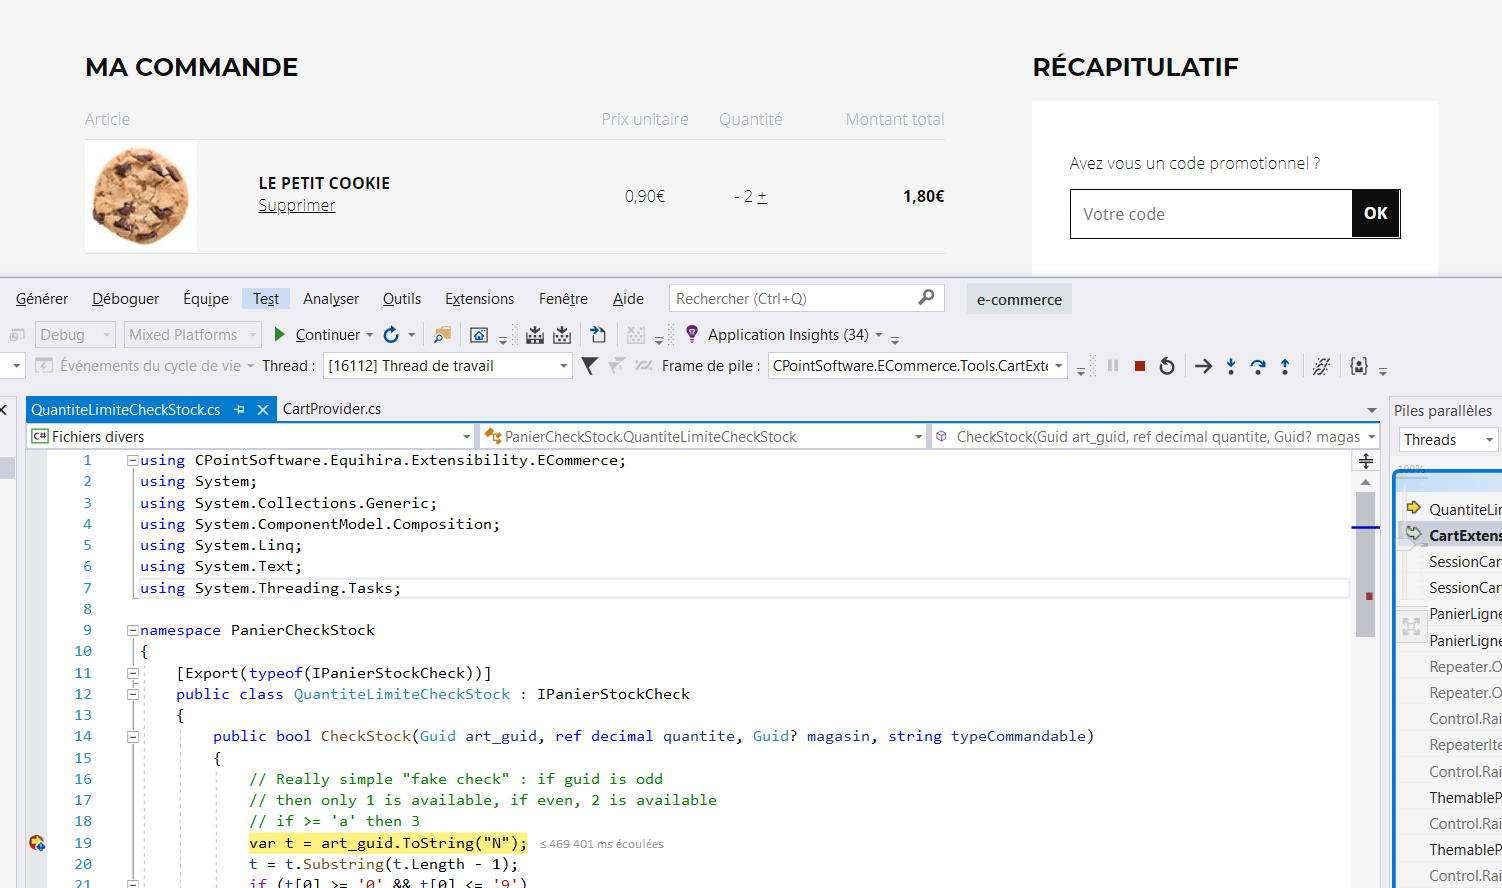 MA COMMANDE
Article Prix unitaire Quantité Montant total
LE PETIT COOKIE
Supprimer
0,90€ - 2 + 1,80€
RÉCAPITULATIF
Avez vous un code promotionnel ?
Votre code OK
Générer Déboguer Équipe Test Analyser Outils Extensions Fenêtre Aide Rechercher (Ctrl+Q) e-commerce
Debug Mixed Platforms Continuer Application Insights (34)
Événements du cycle de vie Thread : [16112] Thread de travail Frame de pile : CPointSoftware.ECommerce.Tools.CartExte
QuantiteLimiteCheckStock.cs CartProvider.cs
C# Fichiers divers PanierCheckStock.QuantiteLimiteCheckStock CheckStock(Guid art_guid, ref decimal quantite, Guid? magas
1 using CPointSoftware.Equihira.Extensibility.ECommerce;
2 using System;
3 using System.Collections.Generic;
4 using System.ComponentModel.Composition;
5 using System.Linq;
6 using System.Text;
7 using System.Threading.Tasks;
8
9 namespace PanierCheckStock
10 {
11 [Export(typeof(IPanierStockCheck))]
12 public class QuantiteLimiteCheckStock : IPanierStockCheck
13 {
14 public bool CheckStock(Guid art_guid, ref decimal quantite, Guid? magasin, string typeCommandable)
15 {
16 // Really simple "fake check" : if guid is odd
17 // then only 1 is available, if even, 2 is available
18 // if >= 'a' then 3
19 var t = art_guid.ToString("N"); ≤ 469 401 ms écoulées
20 t = t.Substring(t.Length - 1);
21 if (t[0] >= '0' && t[0] <= '9')
Piles parallèles
Threads
100%
QuantiteLir
CartExtens
SessionCar
SessionCar
PanierLigne
PanierLigne
Repeater.O
Repeater.O
Control.Rai
RepeaterIte
Control.Rai
ThemableP
Control.Rai
ThemableP
Control.Rai